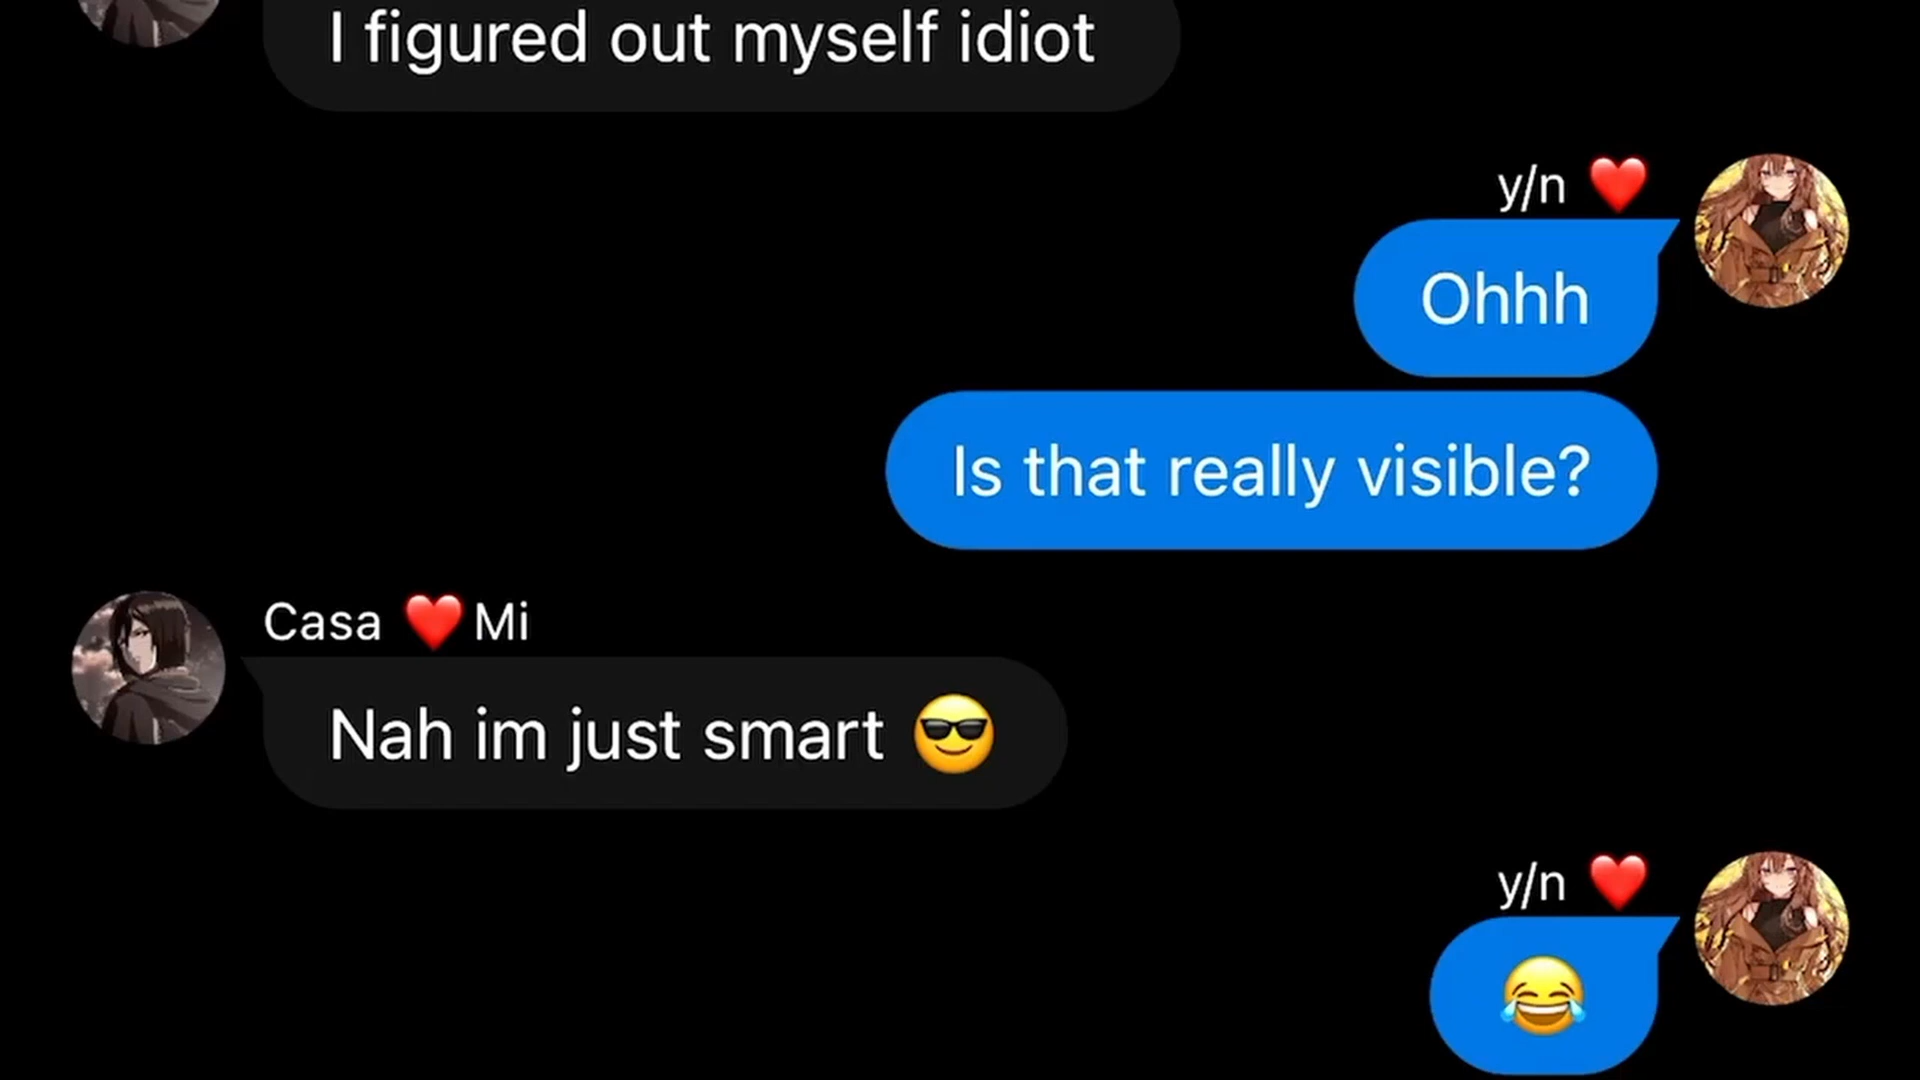 I figured out myself idiot
y/n ❤️
Ohhh
Is that really visible?
Casa ❤️Mi
Nah im just smart 😎
y/n ❤️
😂